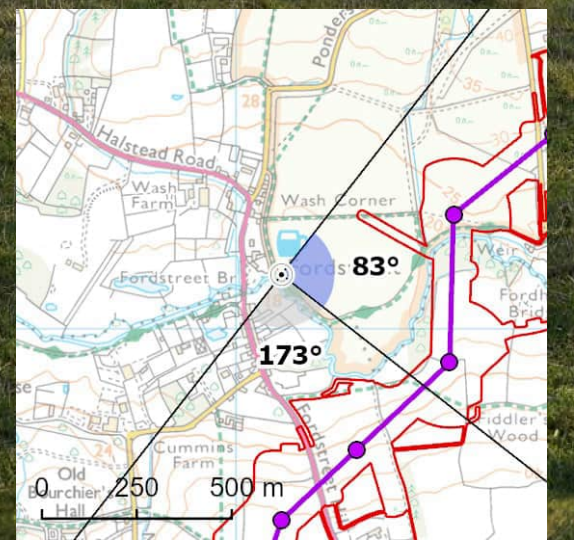 Ponders
28
Halstead Road
Wash
Farm
Wash Corner
40
35
30
25
83°
Fordstreet Br
Weir
Fordh
Brid
173°
Fordstreet
Fiddler's
Wood
24
Cummins
Farm
Old
Bourchier's
Hall
0 250 500 m